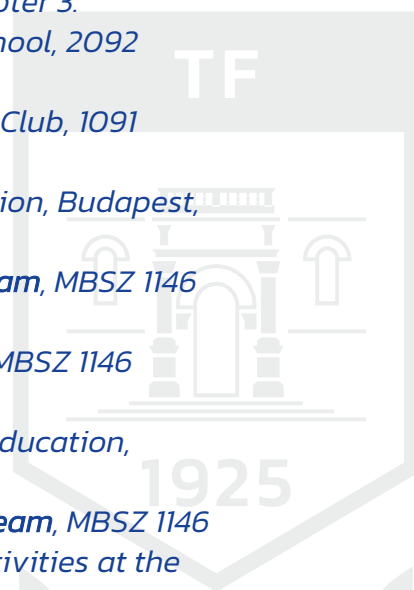 pter 3.
hool, 2092
TF
Club, 1091
ion, Budapest,
am, MBSZ 1146
MBSZ 1146
ducation,
1925
eam, MBSZ 1146
tivities at the